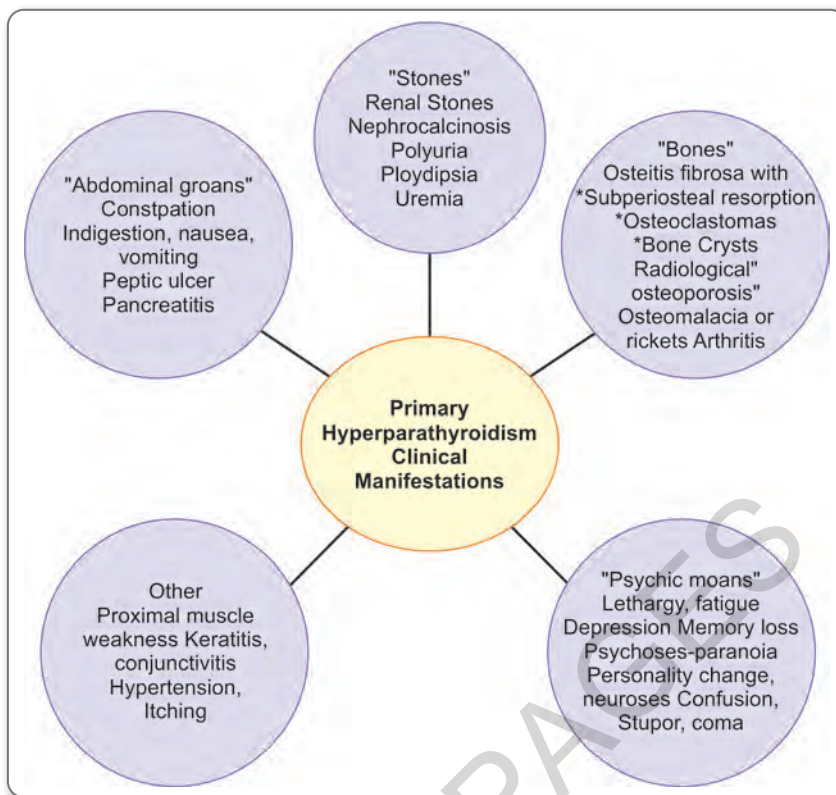 "Stones"
Renal Stones
Nephrocalcinosis
Polyuria
Ploydipsia
Uremia
"Abdominal groans"
Constpation
Indigestion, nausea,
vomiting
Peptic ulcer
Pancreatitis
"Bones"
Osteitis fibrosa with
*Subperiosteal resorption
*Osteoclastomas
*Bone Crysts
Radiological"
osteoporosis"
Osteomalacia or
rickets Arthritis
Primary
Hyperparathyroidism
Clinical
Manifestations
Other
Proximal muscle
weakness Keratitis,
conjunctivitis
Hypertension,
Itching
"Psychic moans"
Lethargy, fatigue
Depression Memory loss
Psychoses-paranoia
Personality change,
neuroses Confusion,
Stupor, coma
PAGES